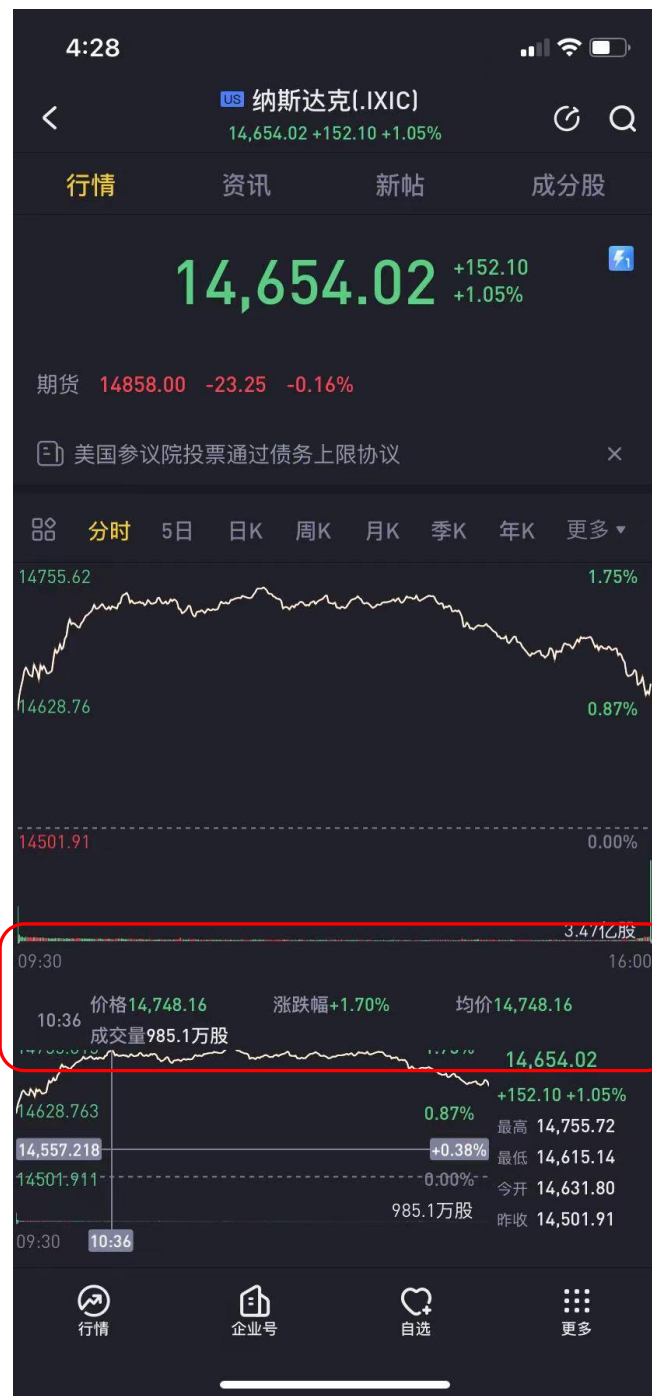 4:28
US 纳斯达克(.IXIC)
14,654.02 +152.10 +1.05%
行情 资讯 新帖 成分股
14,654.02 +152.10
+1.05%
1
期货 14858.00 -23.25 -0.16%
美国参议院投票通过债务上限协议
分时 5日 日K 周K 月K 季K 年K 更多
14755.62 1.75%
14628.76 0.87%
14501.91 0.00%
3.47亿股
09:30 16:00
10:36 价格14,748.16 涨跌幅+1.70% 均价14,748.16
成交量985.1万股
14,654.02
+152.10 +1.05%
14628.763 0.87%
最高 14,755.72
14,557.218 +0.38%
最低 14,615.14
14501.911 0.00%
今开 14,631.80
985.1万股
昨收 14,501.91
09:30 10:36
行情 企业号 自选 更多